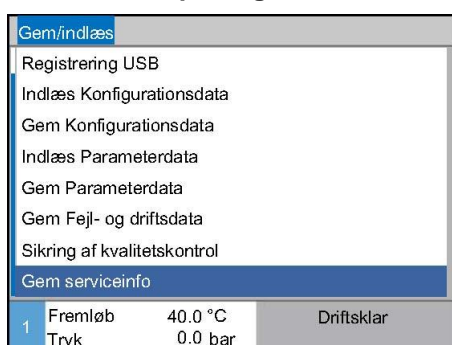 Gem/indlæs
Registrering USB
Indlæs Konfigurationsdata
Gem Konfigurationsdata
Indlæs Parameterdata
Gem Parameterdata
Gem Fejl- og driftsdata
Sikring af kvalitetskontrol
Gem serviceinfo
1 Fremløb 40.0 °C Driftsklar
Tryk 0.0 bar